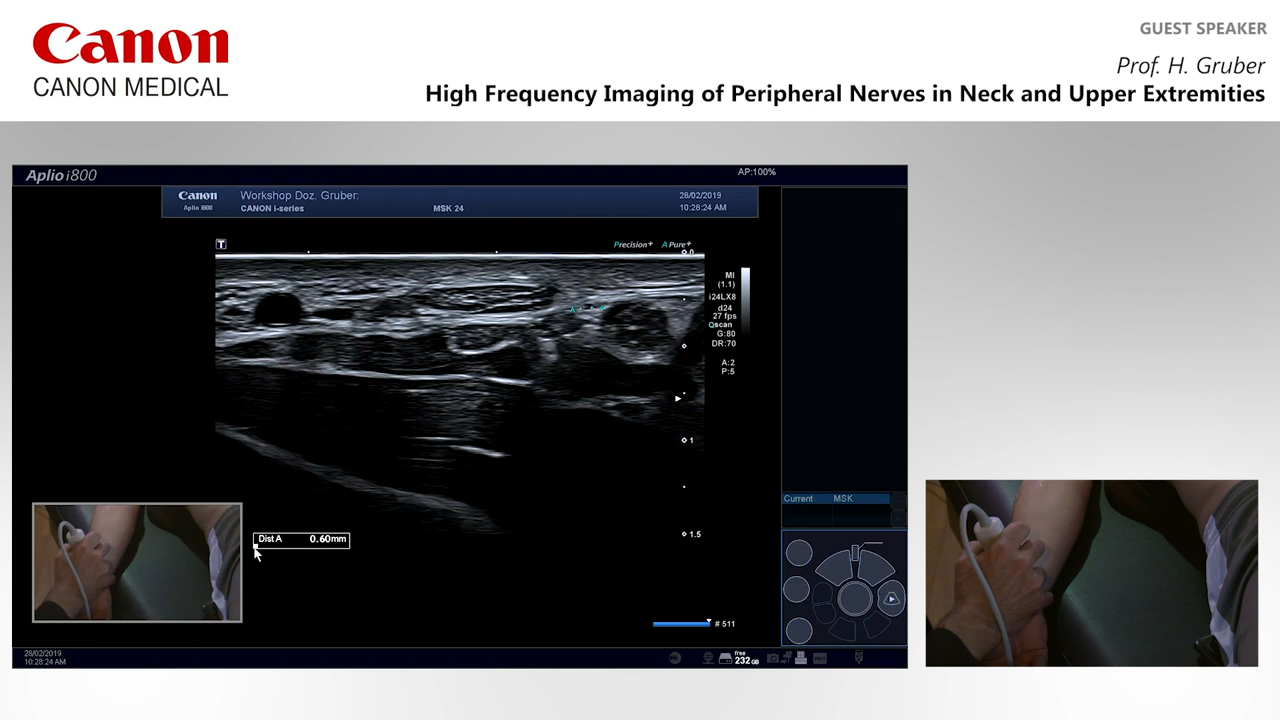 Canon
CANON MEDICAL
GUEST SPEAKER
Prof. H. Gruber
High Frequency Imaging of Peripheral Nerves in Neck and Upper Extremities
Aplio i800
AP:100%
Canon
Aplio i800
Workshop Doz. Gruber:
CANON i-series
MSK 24
28/02/2019
10:28:24 AM
T
Precision+ APure+
0
MI
(1.1)
i24LX8
d24
27 fps
Qscan
G:80
DR:70
A:2
P:5
A
1
1.5
Current MSK
Dist A 0.60mm
# 511
28/02/2019
10:28:24 AM
free
232GB